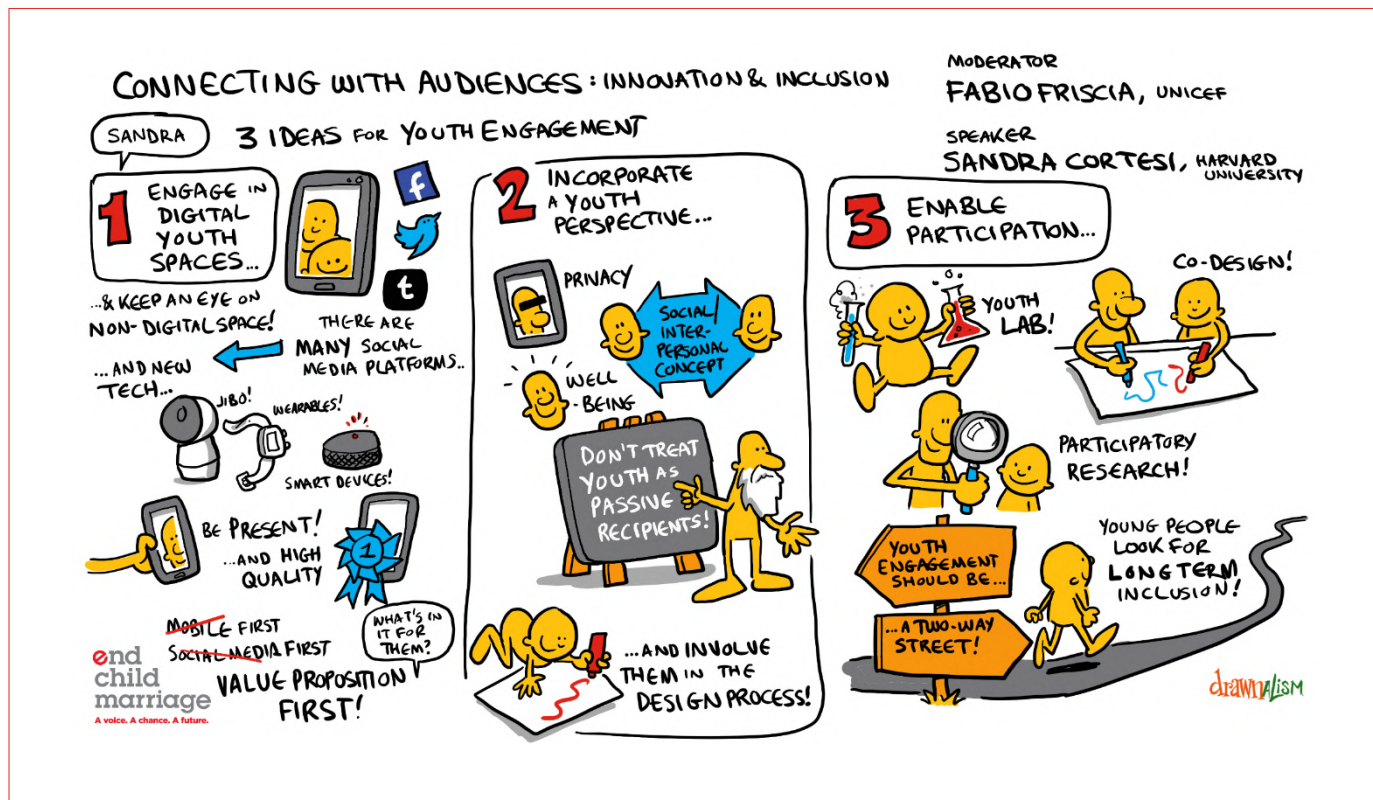 CONNECTING WITH AUDIENCES: INNOVATION & INCLUSION
MODERATOR
FABIO FRISCIA, UNICEF
SPEAKER
SANDRA CORTESI, HARVARD
UNIVERSITY
SANDRA
3 IDEAS FOR YOUTH ENGAGEMENT
1
ENGAGE IN
DIGITAL
YOUTH
SPACES...
f
t
...& KEEP AN EYE ON
NON-DIGITAL SPACE!
THERE ARE
MANY SOCIAL
MEDIA PLATFORMS..
...AND NEW
TECH...
JIBO!
WEARABLES!
SMART DEVICES!
BE PRESENT!
...AND HIGH
QUALITY
1
MOBILE FIRST
SOCIAL MEDIA FIRST
VALUE PROPOSITION
FIRST!
WHAT'S
IN IT FOR
THEM?
end
child
marriage
A voice. A chance. A future.
2
INCORPORATE
A YOUTH
PERSPECTIVE...
PRIVACY
SOCIAL/
INTER-
PERSONAL
CONCEPT
WELL
-BEING
DON'T TREAT
YOUTH AS
PASSIVE
RECIPIENTS!
...AND INVOLVE
THEM IN THE
DESIGN PROCESS!
3
ENABLE
PARTICIPATION...
YOUTH
LAB!
CO-DESIGN!
PARTICIPATORY
RESEARCH!
YOUTH
ENGAGEMENT
SHOULD BE...
...A TWO-WAY
STREET!
YOUNG PEOPLE
LOOK FOR
LONG TERM
INCLUSION!
drawnALISM